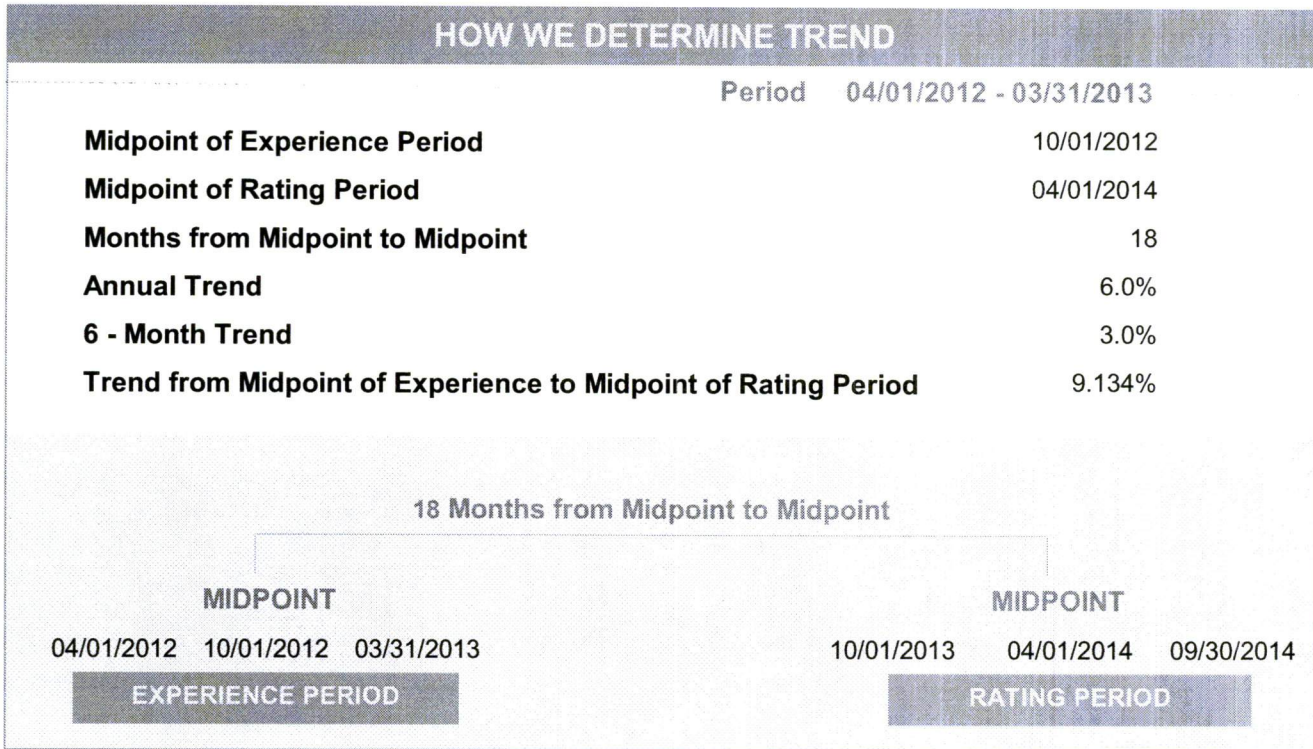 HOW WE DETERMINE TREND
Period 04/01/2012 - 03/31/2013
Midpoint of Experience Period 10/01/2012
Midpoint of Rating Period 04/01/2014
Months from Midpoint to Midpoint 18
Annual Trend 6.0%
6 - Month Trend 3.0%
Trend from Midpoint of Experience to Midpoint of Rating Period 9.134%
18 Months from Midpoint to Midpoint
MIDPOINT MIDPOINT
04/01/2012 10/01/2012 03/31/2013 10/01/2013 04/01/2014 09/30/2014
EXPERIENCE PERIOD RATING PERIOD